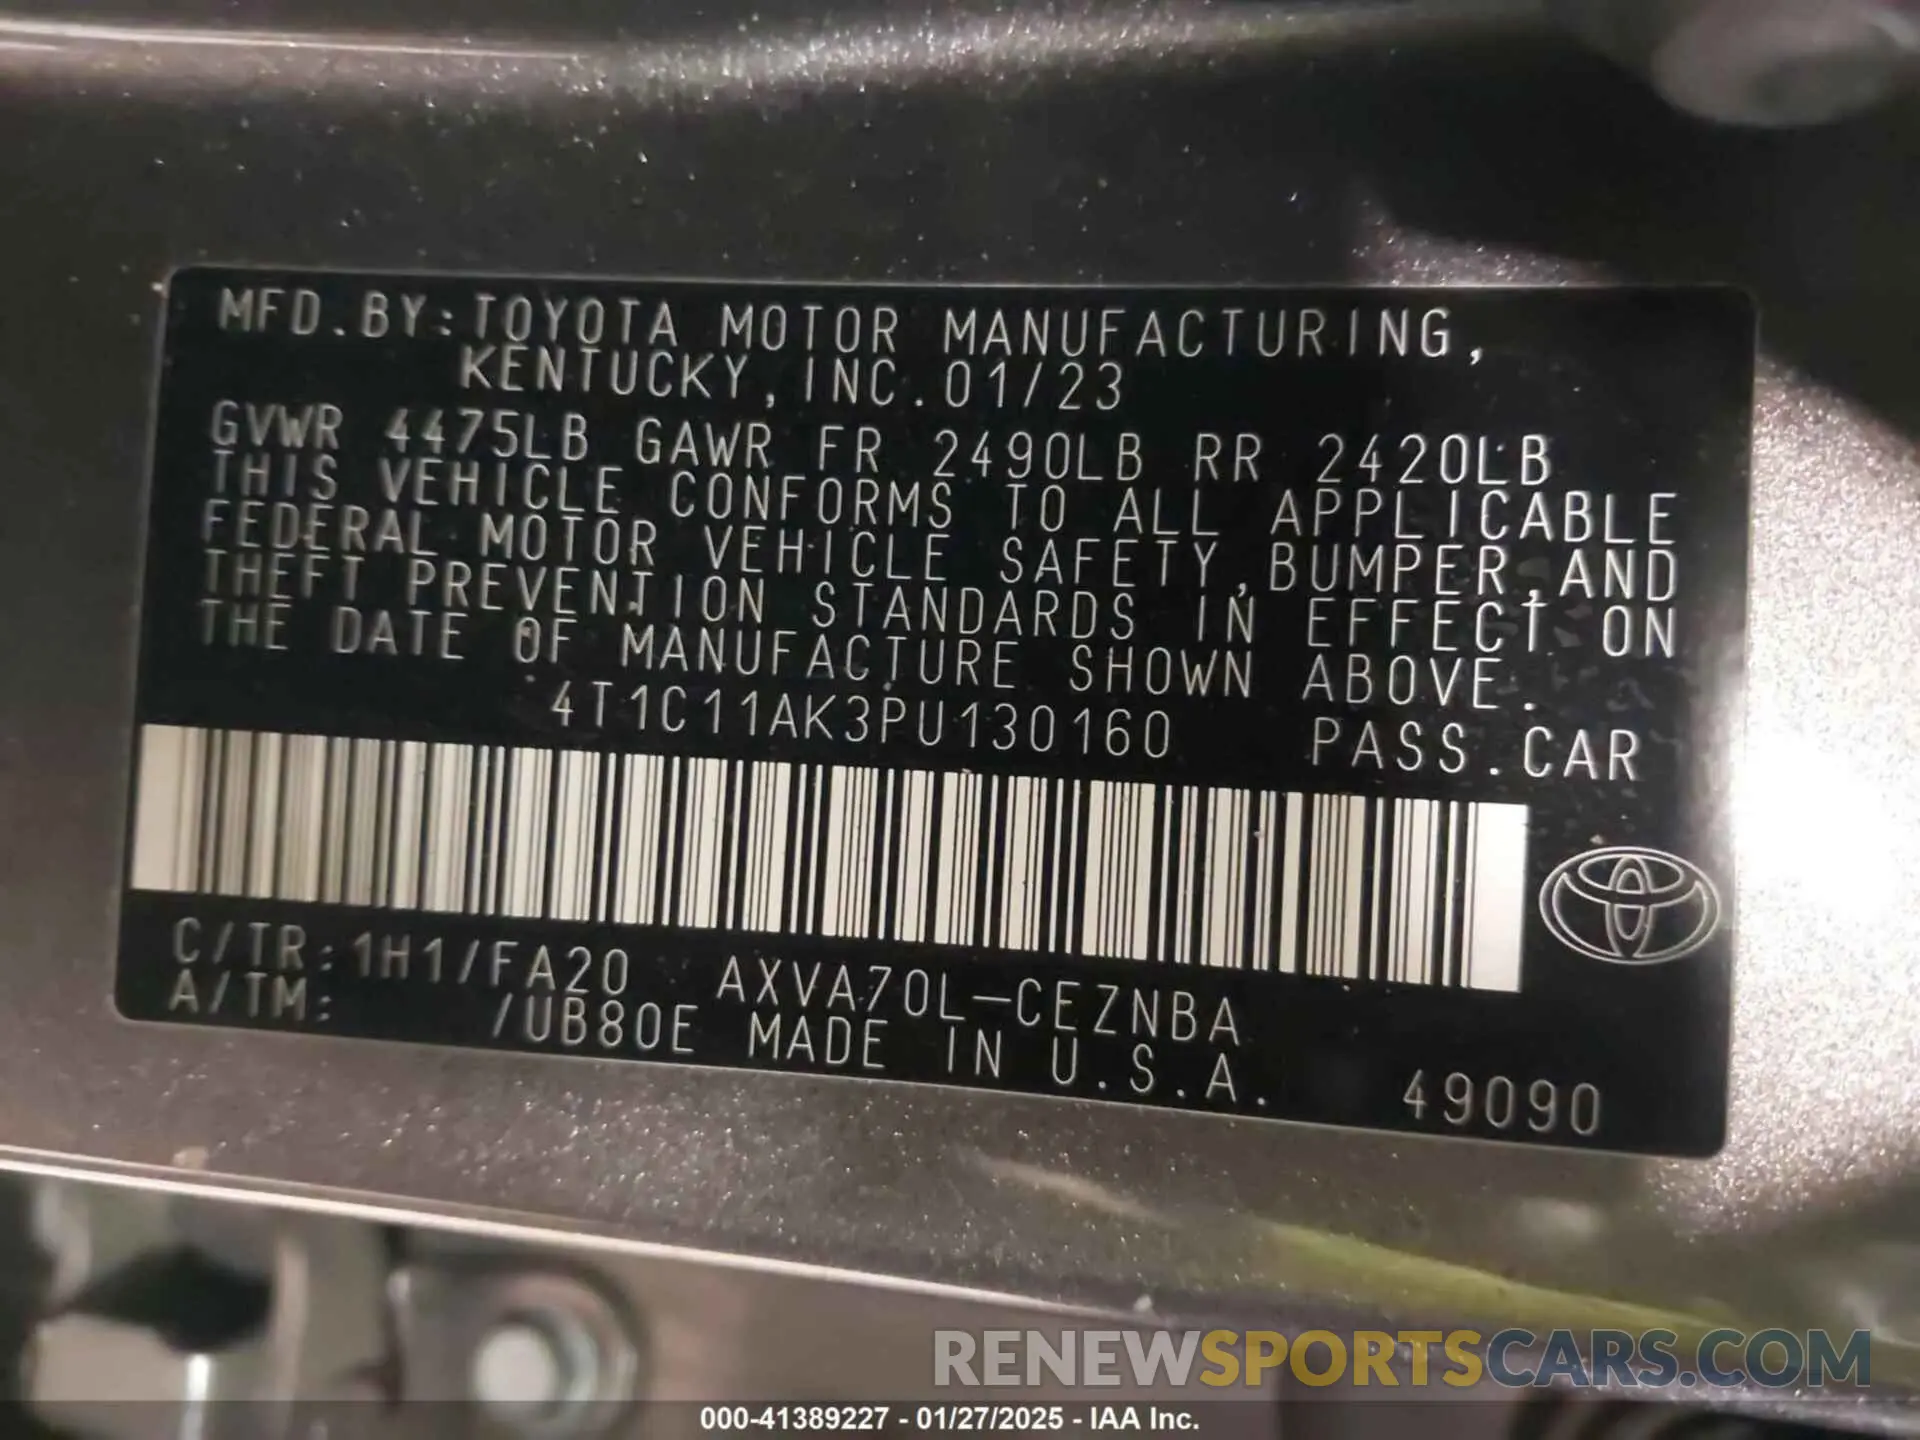 MFD.BY:TOYOTA MOTOR MANUFACTURING,
KENTUCKY,INC.01/23
GVWR 4475LB GAWR FR 2490LB RR 2420LB
THIS VEHICLE CONFORMS TO ALL APPLICABLE
FEDERAL MOTOR VEHICLE SAFETY,BUMPER,AND
THEFT PREVENTION STANDARDS IN EFFECT ON
THE DATE OF MANUFACTURE SHOWN ABOVE.
4T1C11AK3PU130160 PASS.CAR
C/TR:1H1/FA20 AXVA70L-CEZNBA
A/TM: /UB80E MADE IN U.S.A. 49090
RENEWSPORTSCARS.COM
000-41389227 - 01/27/2025 - IAA Inc.